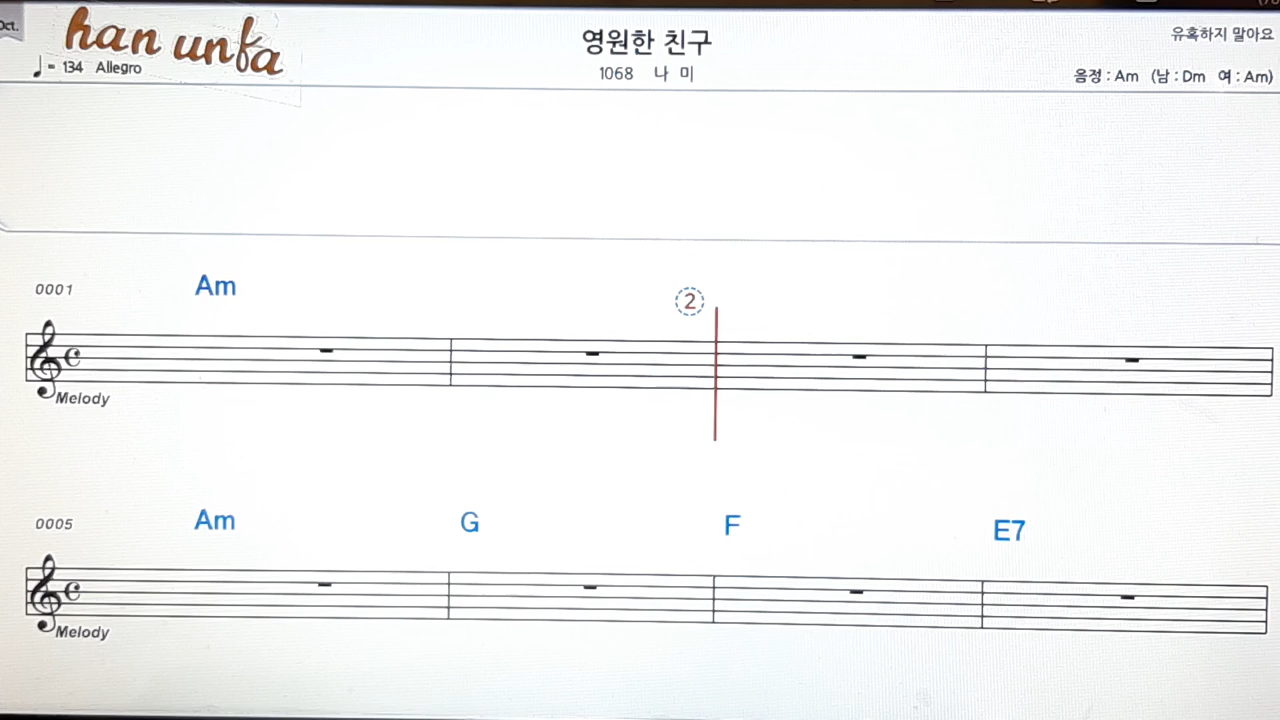 Oct.
han unfa
♩= 134 Allegro
영원한 친구
1068 나 미
유혹하지 말아요
음정 : Am (남 : Dm 여 : Am)
0001 Am
2
Melody
0005 Am G F E7
Melody